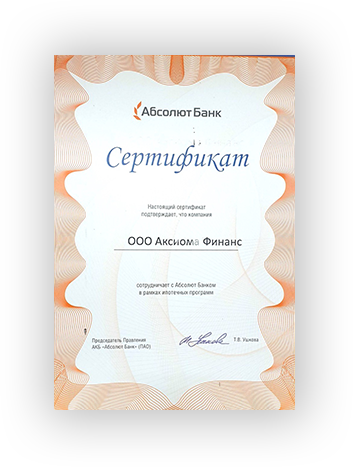 Абсолют Банк
Сертификат
Настоящий сертификат
подтверждает, что компания
ООО Аксиома Финанс
сотрудничает с Абсолют Банком
в рамках ипотечных программ
Председатель Правления
АКБ «Абсолют Банк» (ПАО)
Т.В. Ушкова